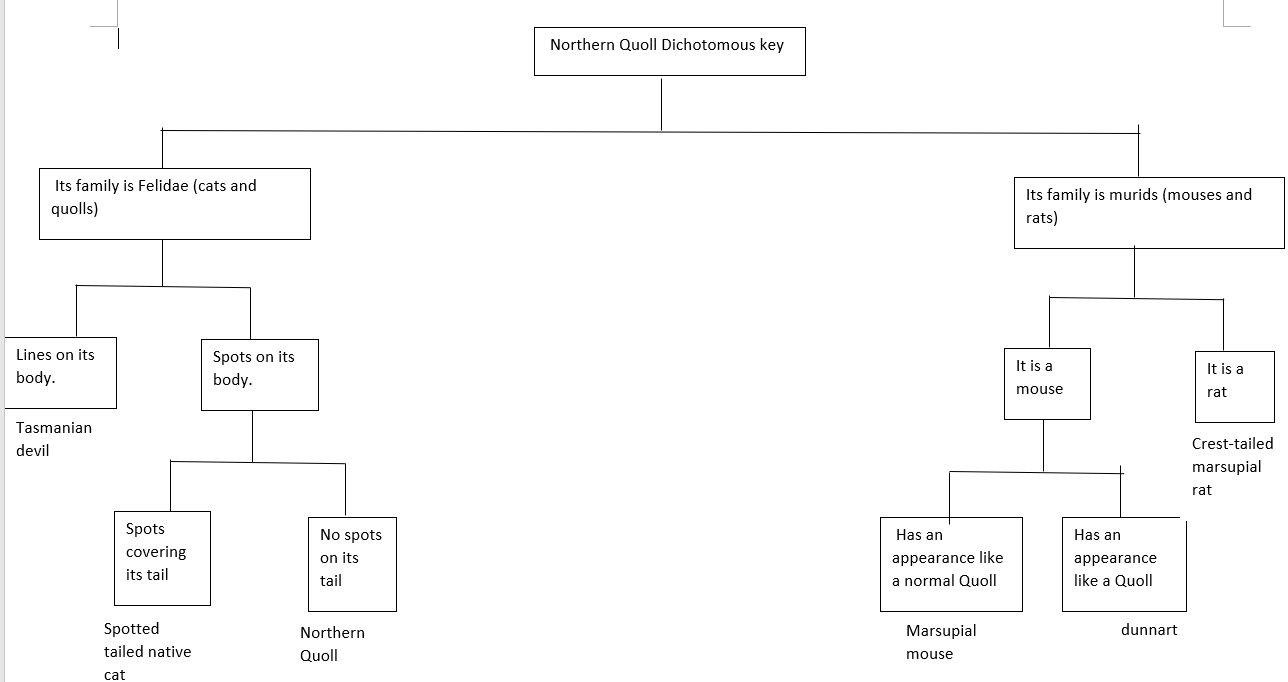 Northern Quoll Dichotomous key
Its family is Felidae (cats and
quolls)
Its family is murids (mouses and
rats)
Lines on its
body.
Tasmanian
devil
Spots on its
body.
It is a
mouse
It is a
rat
Crest-tailed
marsupial
rat
Spots
covering
its tail
Spotted
tailed native
cat
No spots
on its
tail
Northern
Quoll
Has an
appearance like
a normal Quoll
Marsupial
mouse
Has an
appearance
like a Quoll
dunnart